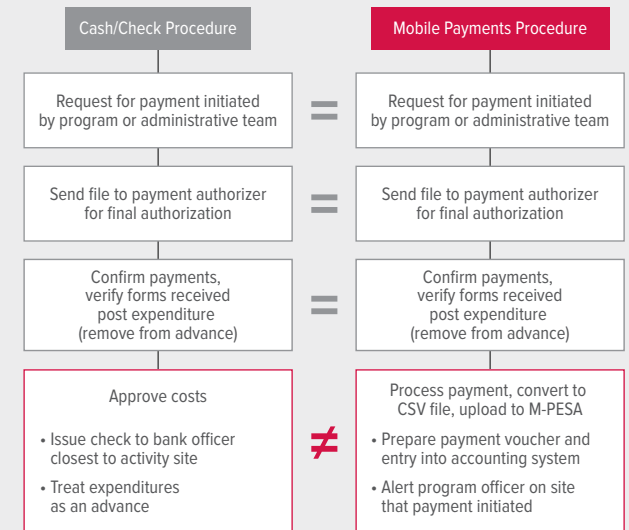 Cash/Check Procedure
Mobile Payments Procedure
Request for payment initiated
by program or administrative team
=
Request for payment initiated
by program or administrative team
Send file to payment authorizer
for final authorization
=
Send file to payment authorizer
for final authorization
Confirm payments,
verify forms received
post expenditure
(remove from advance)
=
Confirm payments,
verify forms received
post expenditure
(remove from advance)
Approve costs
• Issue check to bank officer
closest to activity site
• Treat expenditures
as an advance
≠
Process payment, convert to
CSV file, upload to M-PESA
• Prepare payment voucher and
entry into accounting system
• Alert program officer on site
that payment initiated